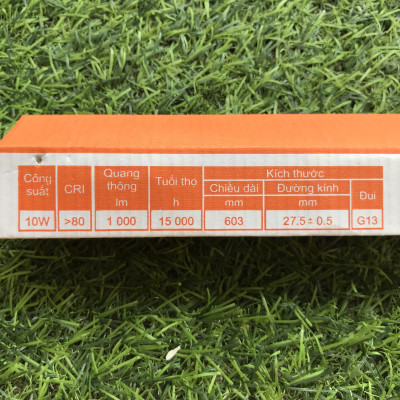 Công suất CRI Quang thông Tuổi thọ Kích thước
Chiều dài Đường kính Đui
lm h mm mm
10W >80 1 000 15 000 603 27.5± 0.5 G13